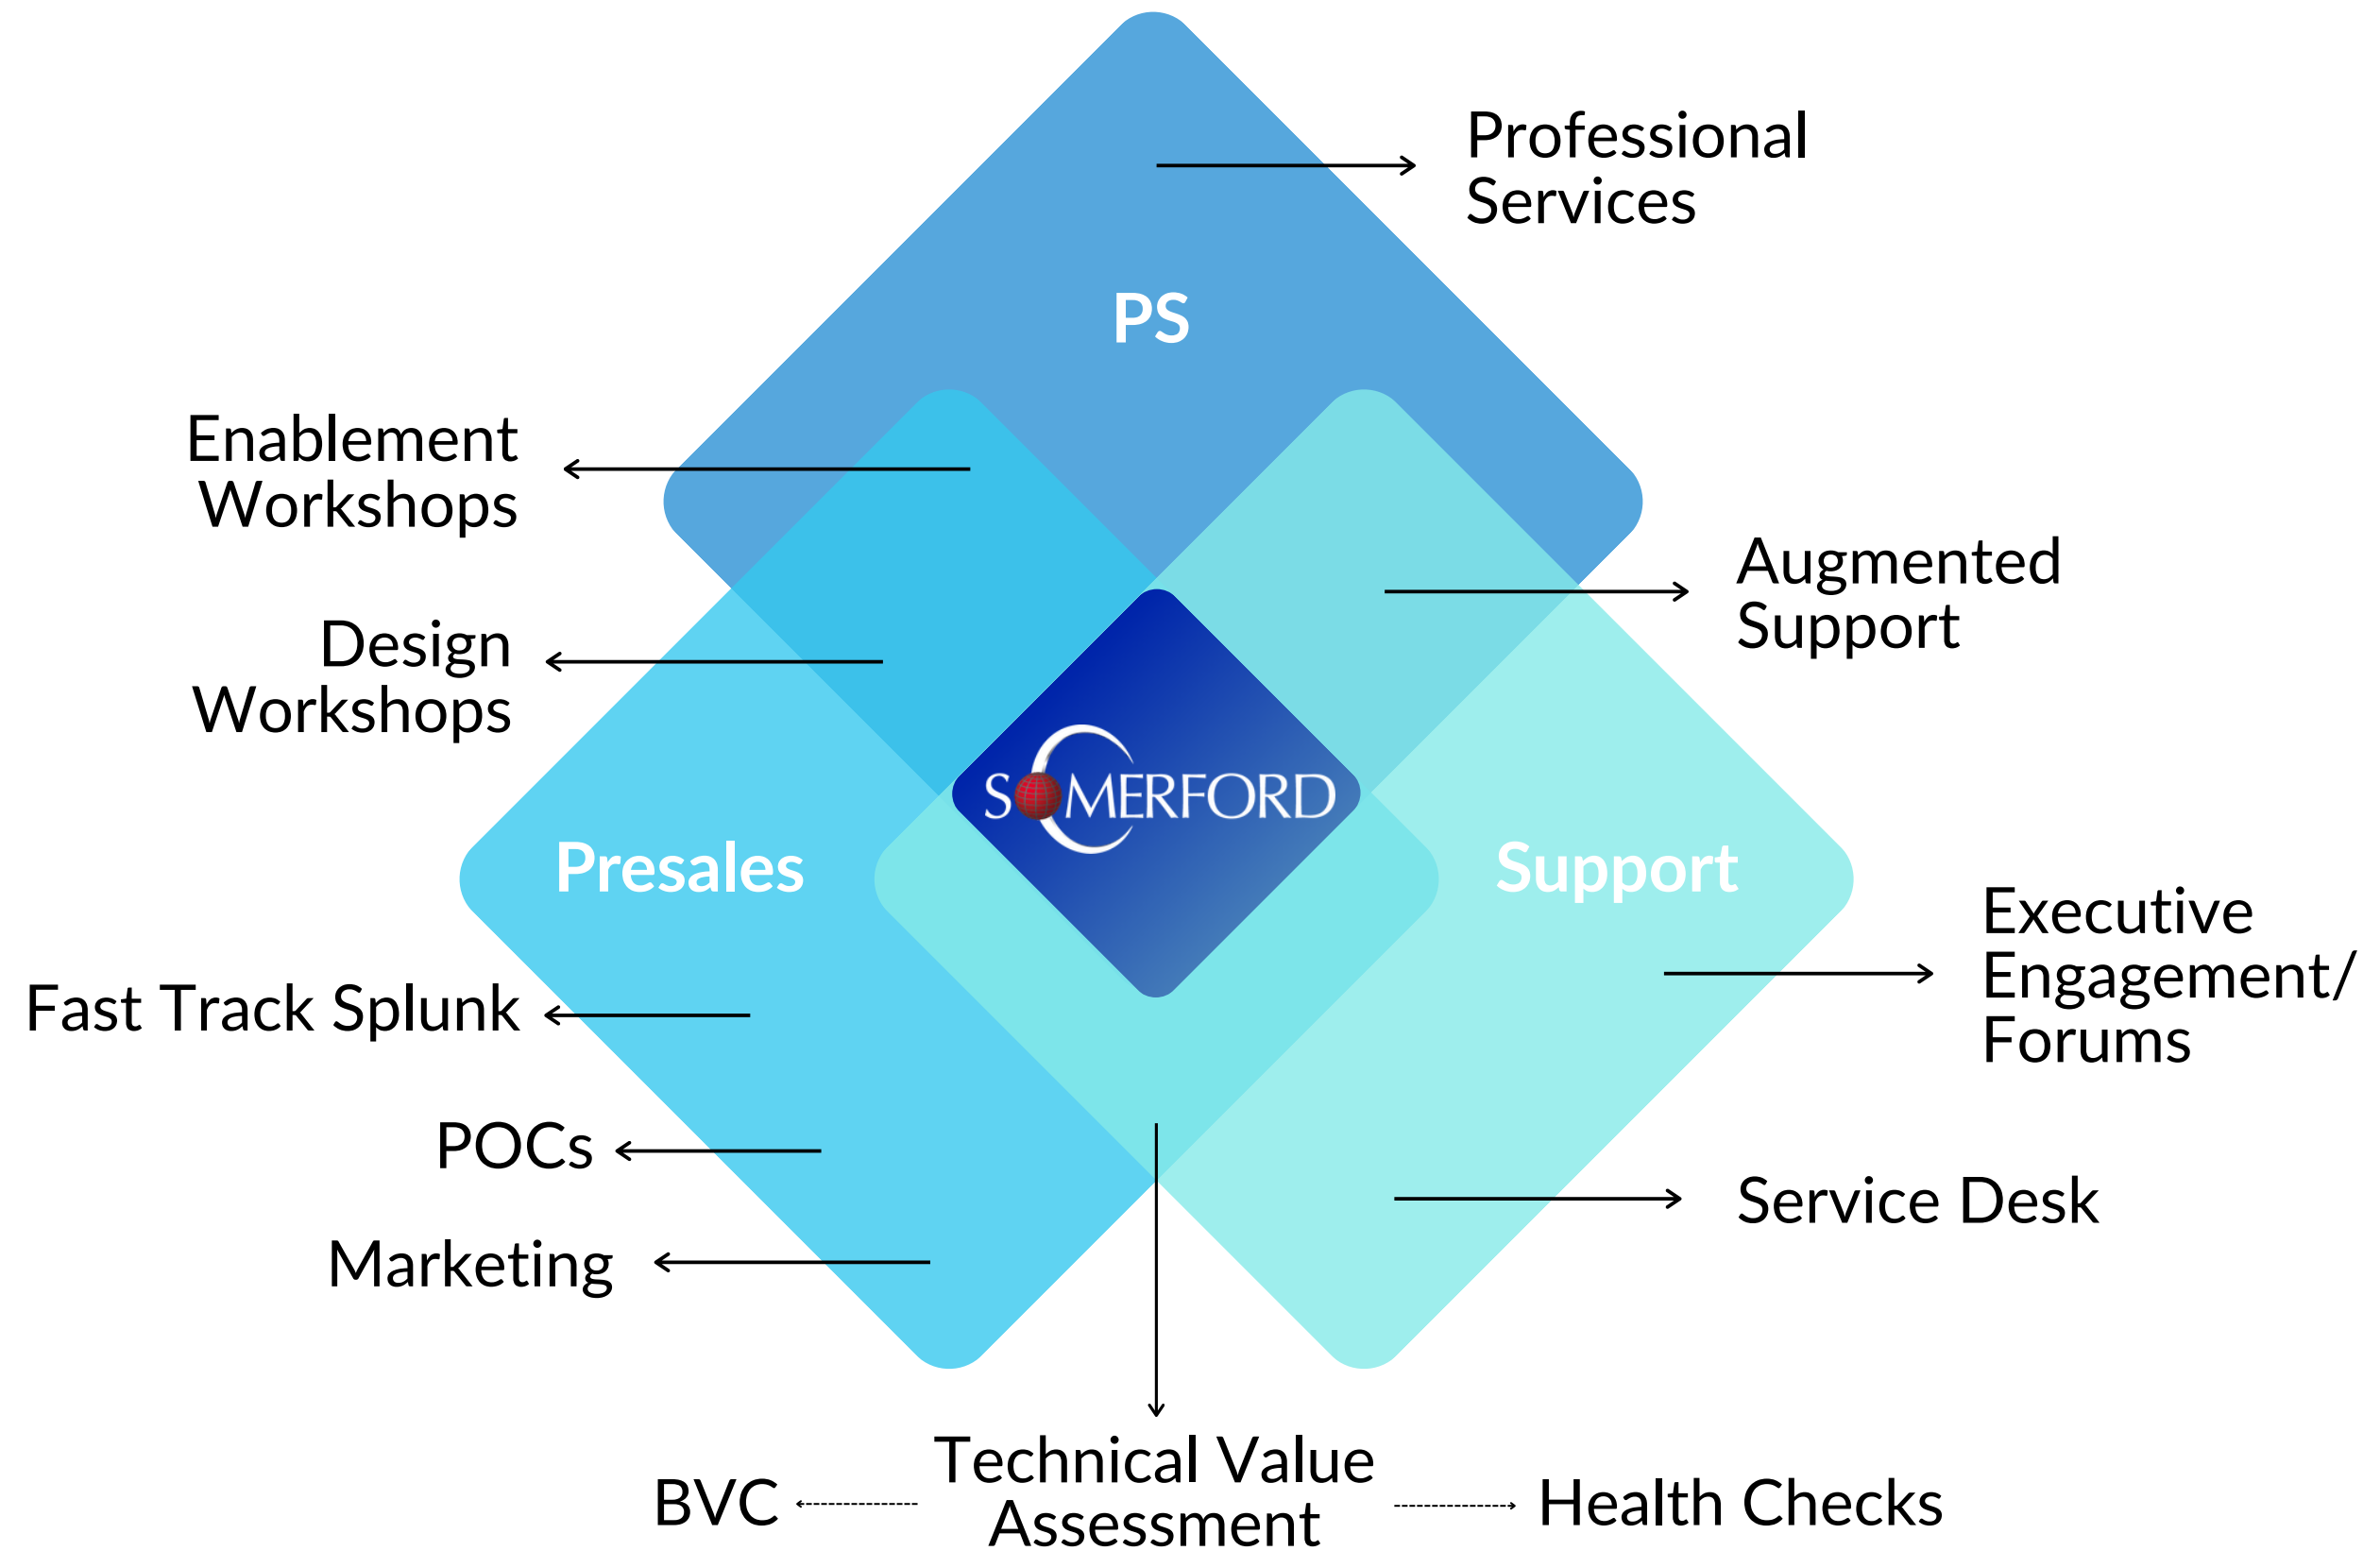 Professional
Services
PS
Enablement
Workshops
Augmented
Support
Design
Workshops
SOMERFORD
Presales
Support
Executive
Engagement/
Forums
Fast Track Splunk
POCs
Service Desk
Marketing
Technical Value
Assessment
BVC
Health Checks